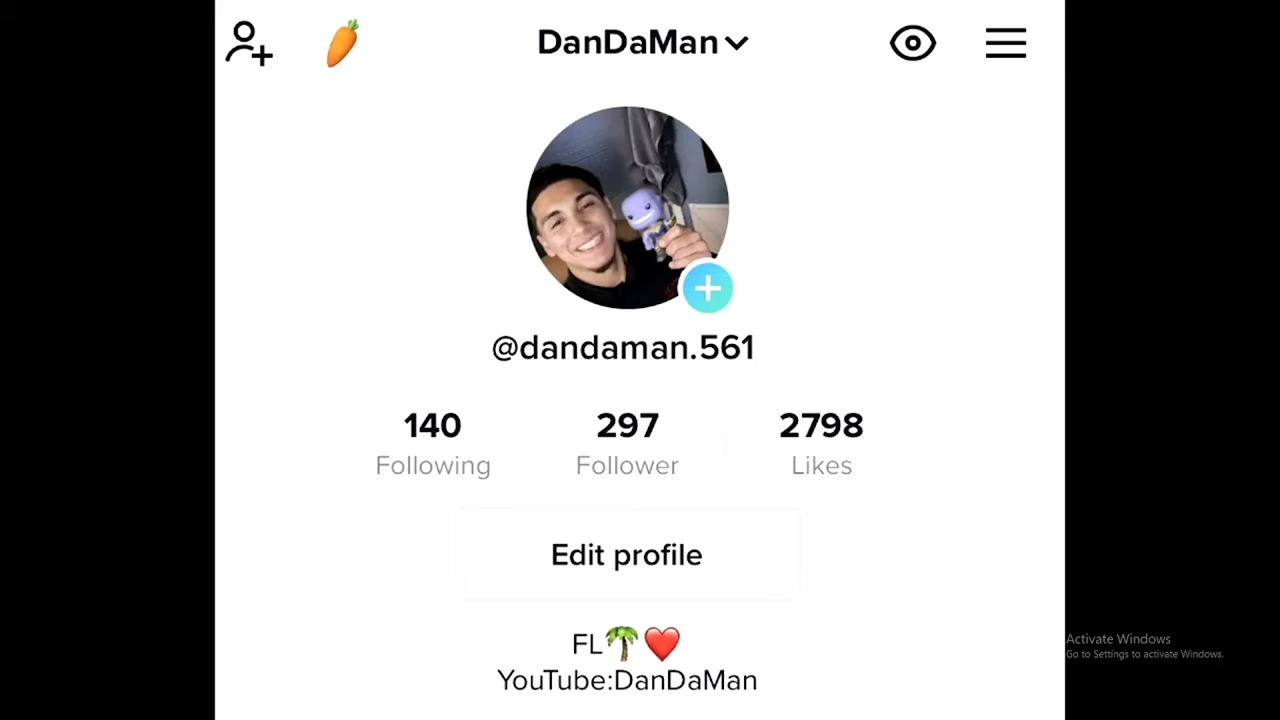 DanDaMan
@dandaman.561
140 297 2798
Following Follower Likes
Edit profile
FL🌴❤️
YouTube:DanDaMan
Activate Windows
Go to Settings to activate Windows.